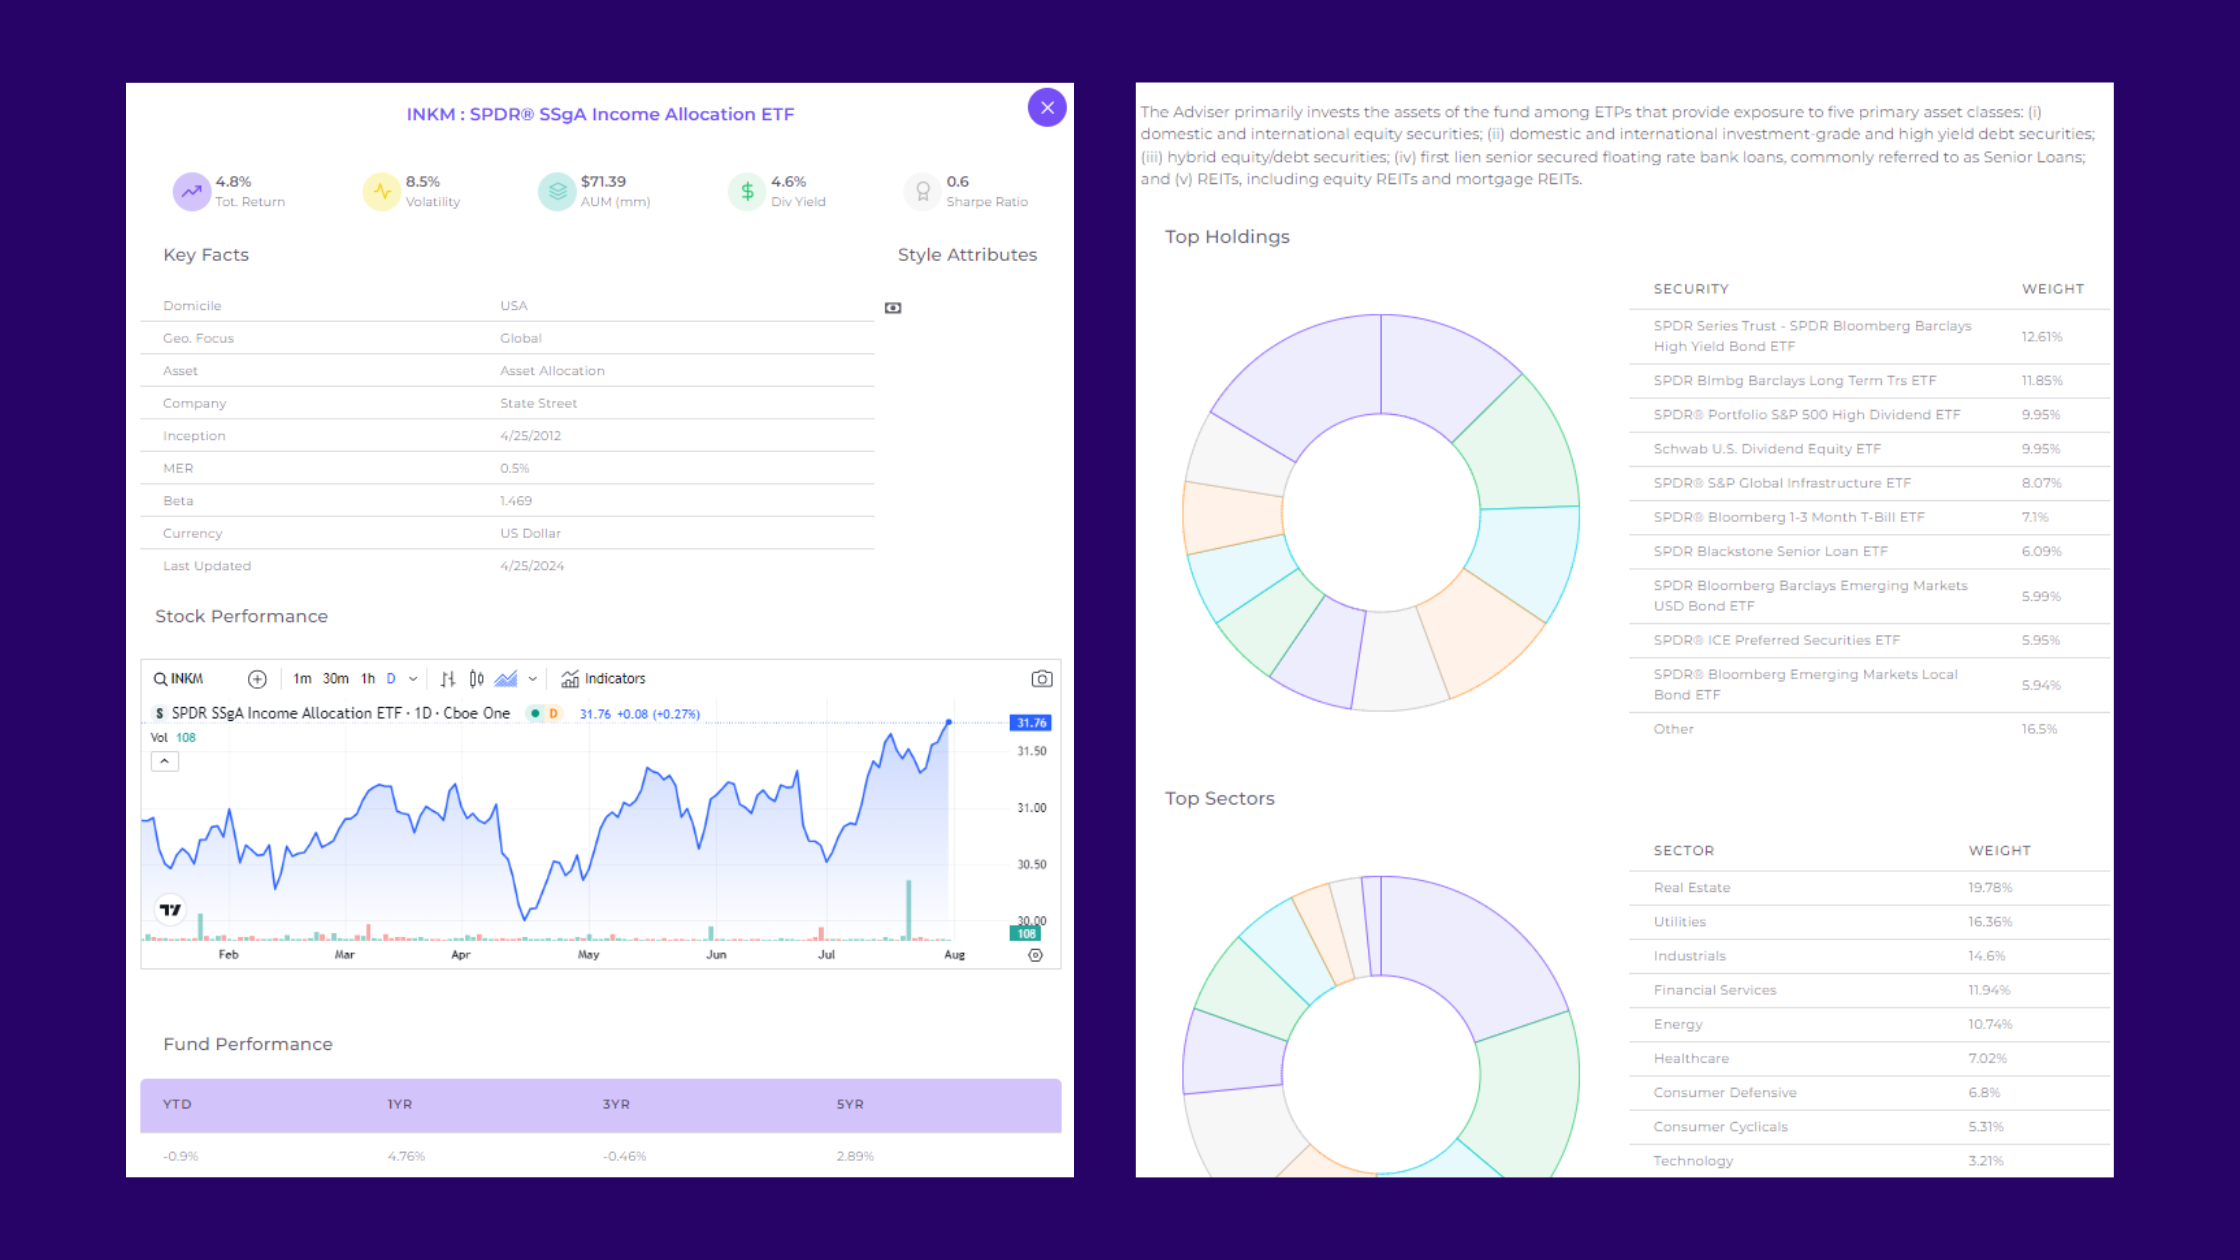 INKM : SPDR® SSgA Income Allocation ETF
4.8%
Tot. Return
8.5%
Volatility
$71.39
AUM (mm)
4.6%
Div Yield
0.6
Sharpe Ratio
Key Facts
Style Attributes
Domicile USA
Geo. Focus Global
Asset Asset Allocation
Company State Street
Inception 4/25/2012
MER 0.5%
Beta 1.469
Currency US Dollar
Last Updated 4/25/2024
Stock Performance
INKM 1m 30m 1h D Indicators
S SPDR SSgA Income Allocation ETF · 1D · Cboe One D 31.76 +0.08 (+0.27%)
Vol 108
31.76
31.50
31.00
30.50
30.00
108
Feb Mar Apr May Jun Jul Aug
Fund Performance
YTD 1YR 3YR 5YR
-0.9% 4.76% -0.46% 2.89%
The Adviser primarily invests the assets of the fund among ETPs that provide exposure to five primary asset classes: (i)
domestic and international equity securities; (ii) domestic and international investment-grade and high yield debt securities;
(iii) hybrid equity/debt securities; (iv) first lien senior secured floating rate bank loans, commonly referred to as Senior Loans;
and (v) REITs, including equity REITs and mortgage REITs.
Top Holdings
SECURITY WEIGHT
SPDR Series Trust - SPDR Bloomberg Barclays
High Yield Bond ETF 12.61%
SPDR Blmbg Barclays Long Term Trs ETF 11.85%
SPDR® Portfolio S&P 500 High Dividend ETF 9.95%
Schwab U.S. Dividend Equity ETF 9.95%
SPDR® S&P Global Infrastructure ETF 8.07%
SPDR® Bloomberg 1-3 Month T-Bill ETF 7.1%
SPDR Blackstone Senior Loan ETF 6.09%
SPDR Bloomberg Barclays Emerging Markets
USD Bond ETF 5.99%
SPDR® ICE Preferred Securities ETF 5.95%
SPDR® Bloomberg Emerging Markets Local
Bond ETF 5.94%
Other 16.5%
Top Sectors
SECTOR WEIGHT
Real Estate 19.78%
Utilities 16.36%
Industrials 14.6%
Financial Services 11.94%
Energy 10.74%
Healthcare 7.02%
Consumer Defensive 6.8%
Consumer Cyclicals 5.31%
Technology 3.21%